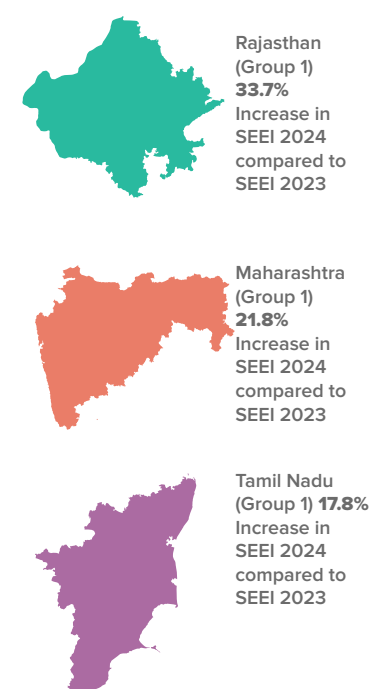 Rajasthan
(Group 1)
33.7%
Increase in
SEEI 2024
compared to
SEEI 2023
Maharashtra
(Group 1)
21.8%
Increase in
SEEI 2024
compared to
SEEI 2023
Tamil Nadu
(Group 1) 17.8%
Increase in
SEEI 2024
compared to
SEEI 2023